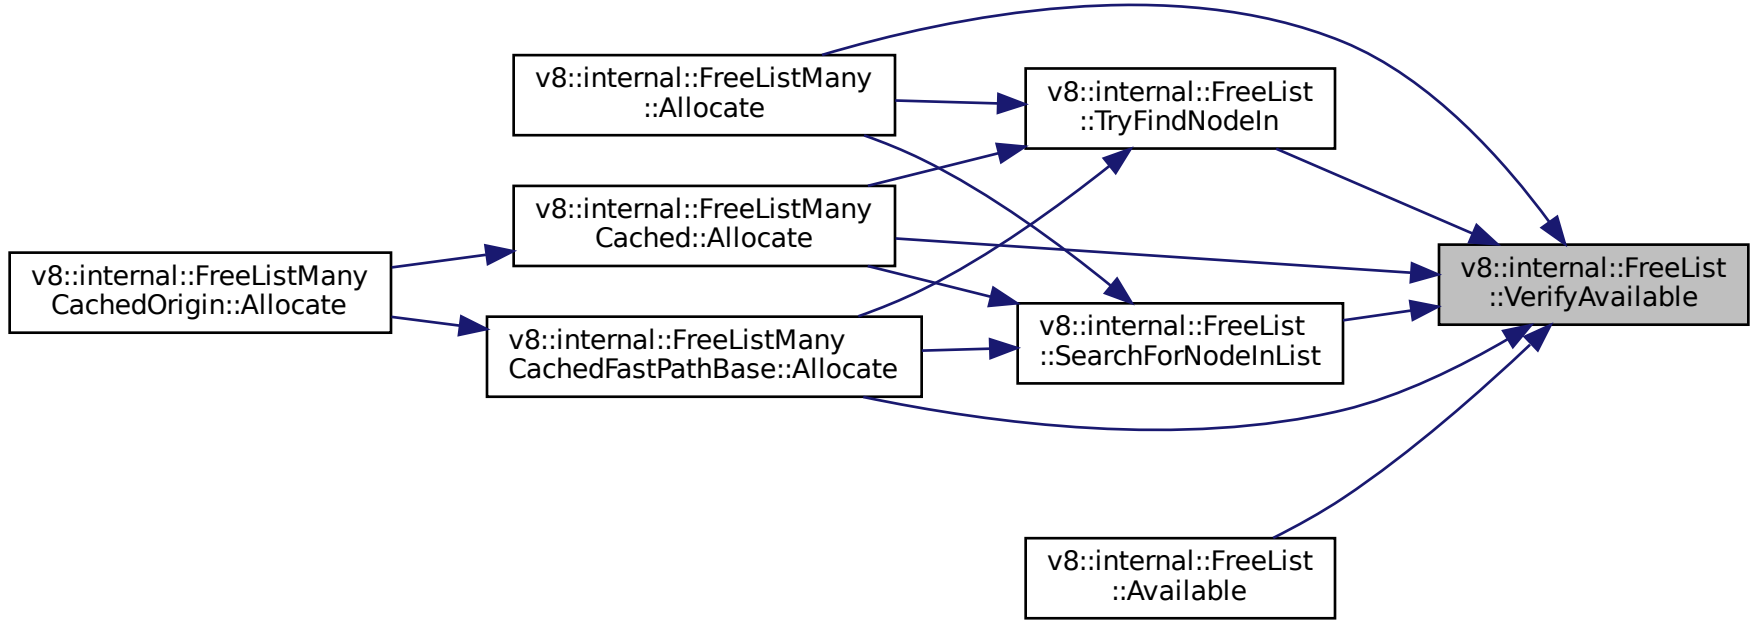 v8::internal::FreeListMany
::Allocate
v8::internal::FreeList
::TryFindNodeIn
v8::internal::FreeListMany
Cached::Allocate
v8::internal::FreeListMany
CachedOrigin::Allocate
v8::internal::FreeList
::VerifyAvailable
v8::internal::FreeListMany
CachedFastPathBase::Allocate
v8::internal::FreeList
::SearchForNodeInList
v8::internal::FreeList
::Available